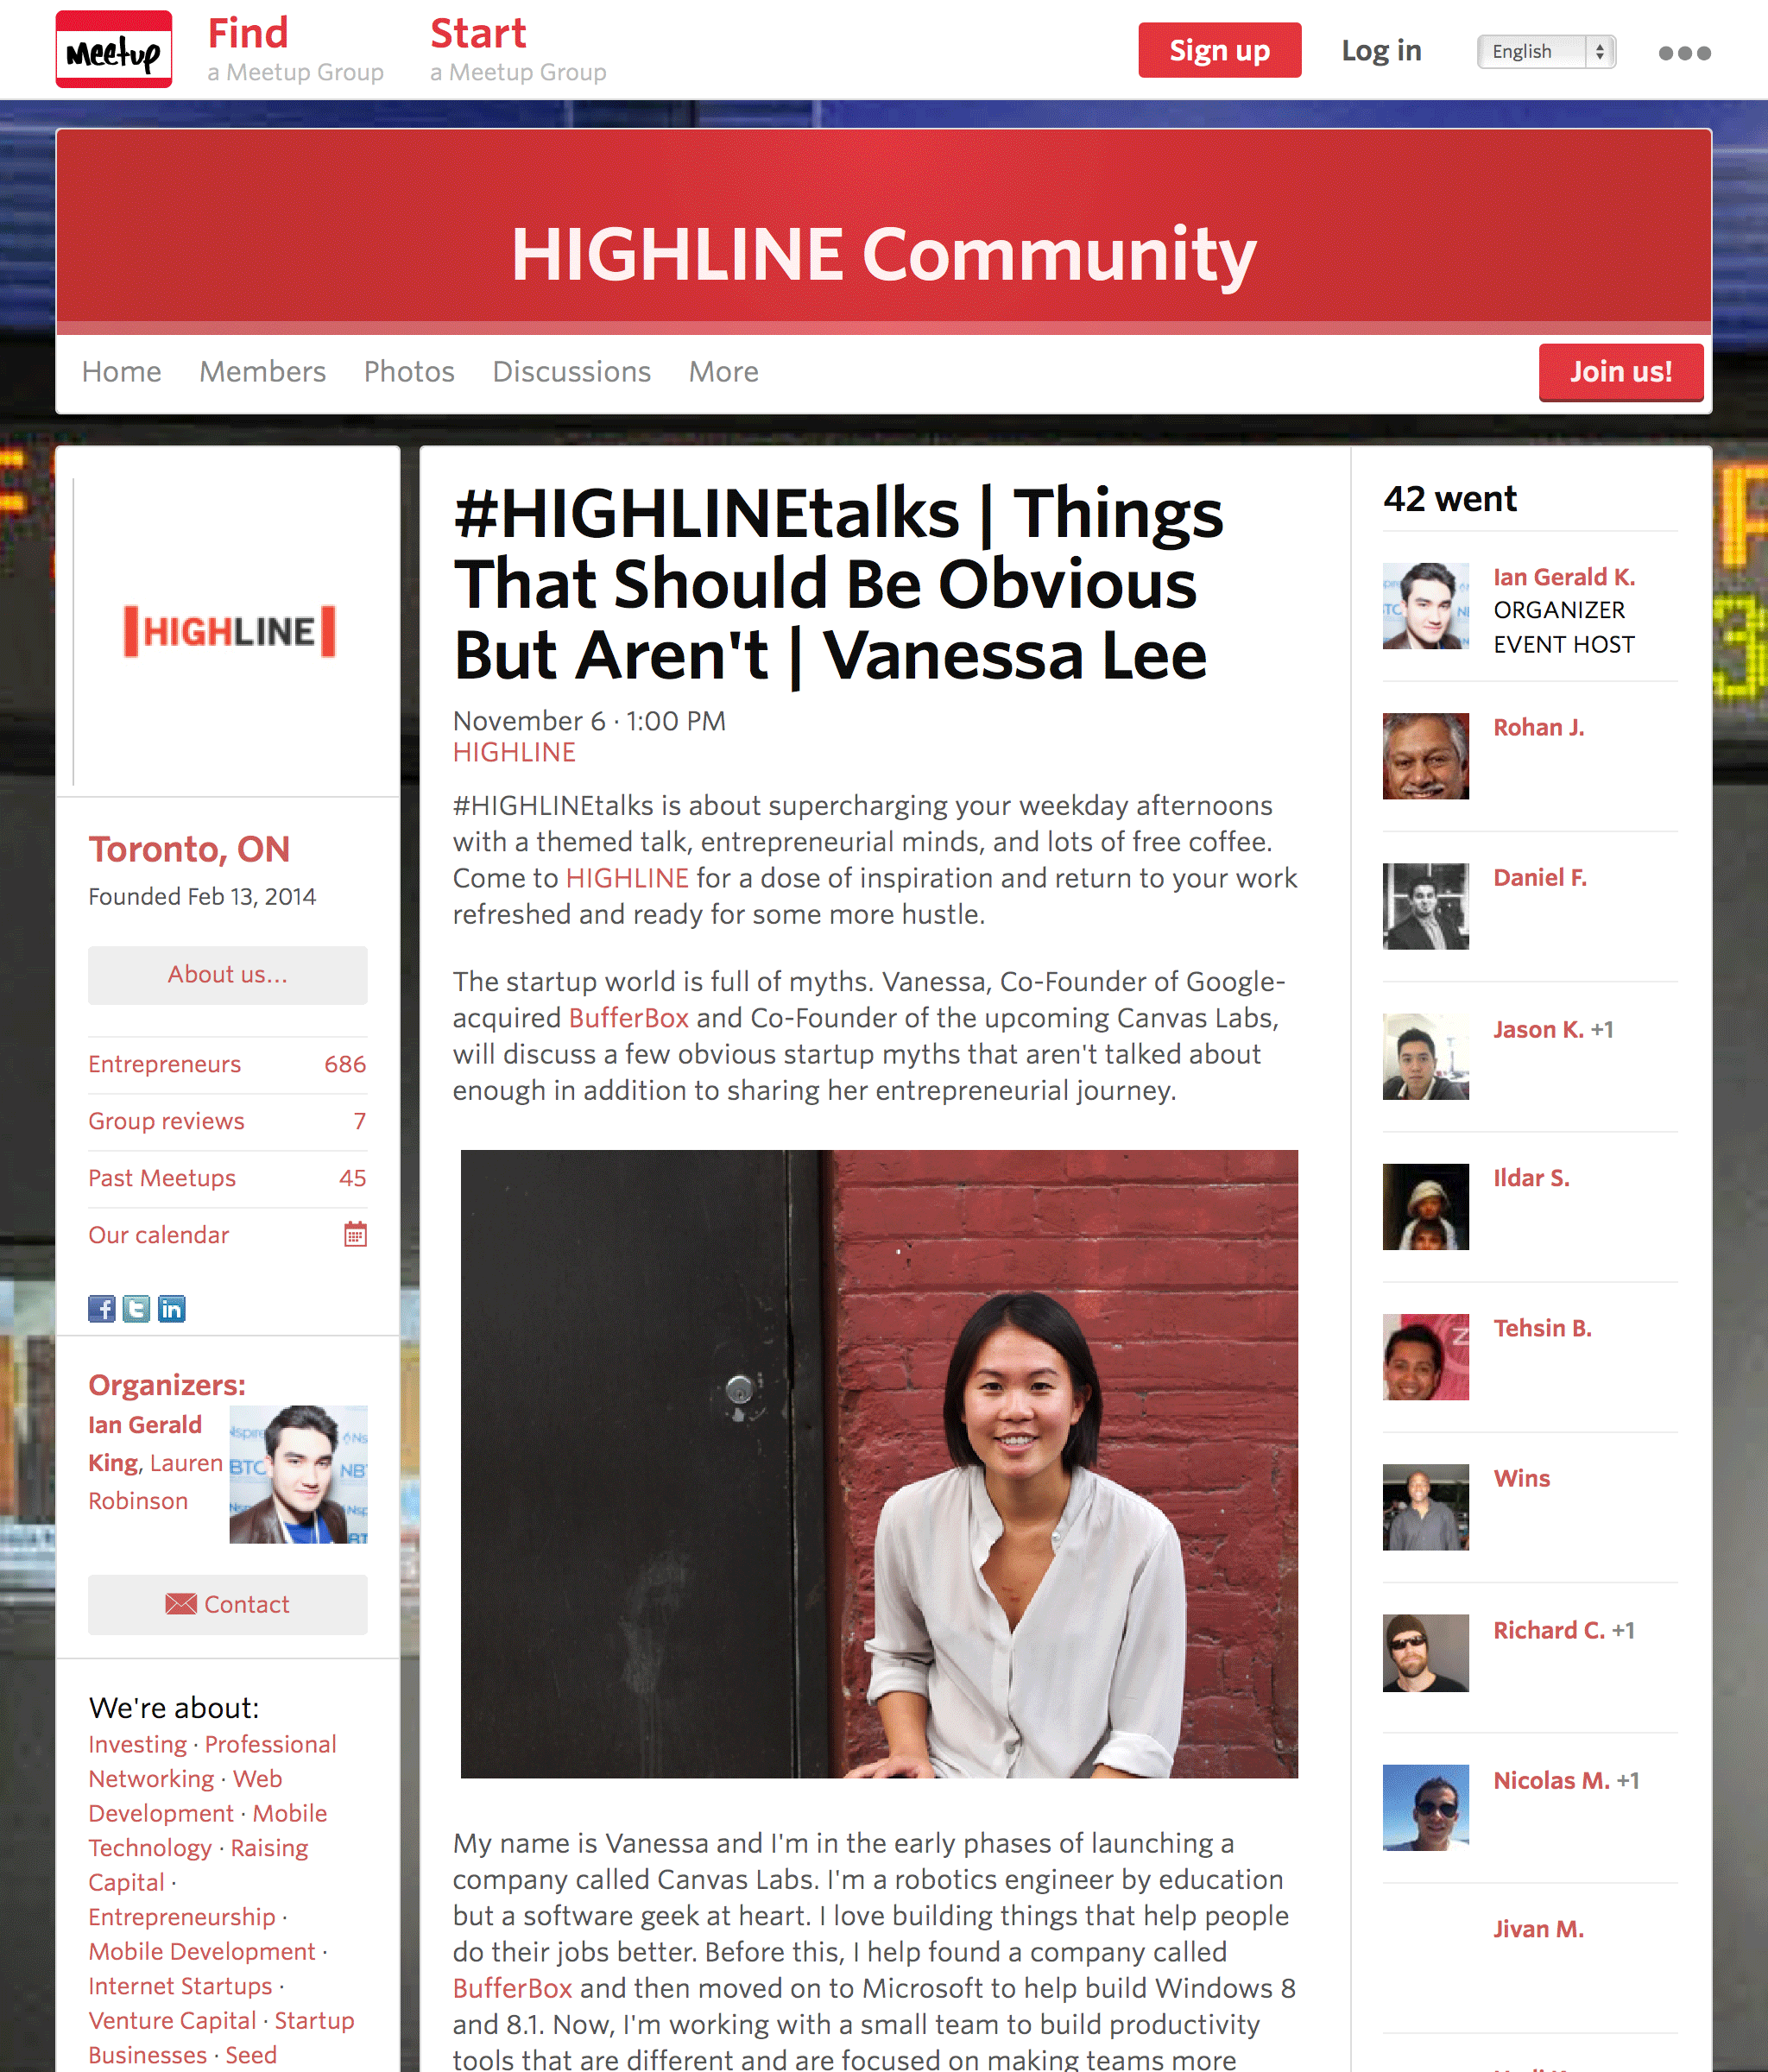 Meetup
Find
a Meetup Group
Start
a Meetup Group
Sign up
Log in
English
HIGHLINE Community
Home
Members
Photos
Discussions
More
Join us!
HIGHLINE
Toronto, ON
Founded Feb 13, 2014
About us...
Entrepreneurs 686
Group reviews 7
Past Meetups 45
Our calendar
Organizers:
Ian Gerald
King, Lauren
Robinson
Contact
We're about:
Investing · Professional
Networking · Web
Development · Mobile
Technology · Raising
Capital ·
Entrepreneurship ·
Mobile Development ·
Internet Startups ·
Venture Capital · Startup
Businesses · Seed
#HIGHLINEtalks | Things
That Should Be Obvious
But Aren't | Vanessa Lee
November 6 · 1:00 PM
HIGHLINE
#HIGHLINEtalks is about supercharging your weekday afternoons
with a themed talk, entrepreneurial minds, and lots of free coffee.
Come to HIGHLINE for a dose of inspiration and return to your work
refreshed and ready for some more hustle.
The startup world is full of myths. Vanessa, Co-Founder of Google-
acquired BufferBox and Co-Founder of the upcoming Canvas Labs,
will discuss a few obvious startup myths that aren't talked about
enough in addition to sharing her entrepreneurial journey.
My name is Vanessa and I'm in the early phases of launching a
company called Canvas Labs. I'm a robotics engineer by education
but a software geek at heart. I love building things that help people
do their jobs better. Before this, I help found a company called
BufferBox and then moved on to Microsoft to help build Windows 8
and 8.1. Now, I'm working with a small team to build productivity
tools that are different and are focused on making teams more
42 went
Ian Gerald K.
ORGANIZER
EVENT HOST
Rohan J.
Daniel F.
Jason K. +1
Ildar S.
Tehsin B.
Wins
Richard C. +1
Nicolas M. +1
Jivan M.